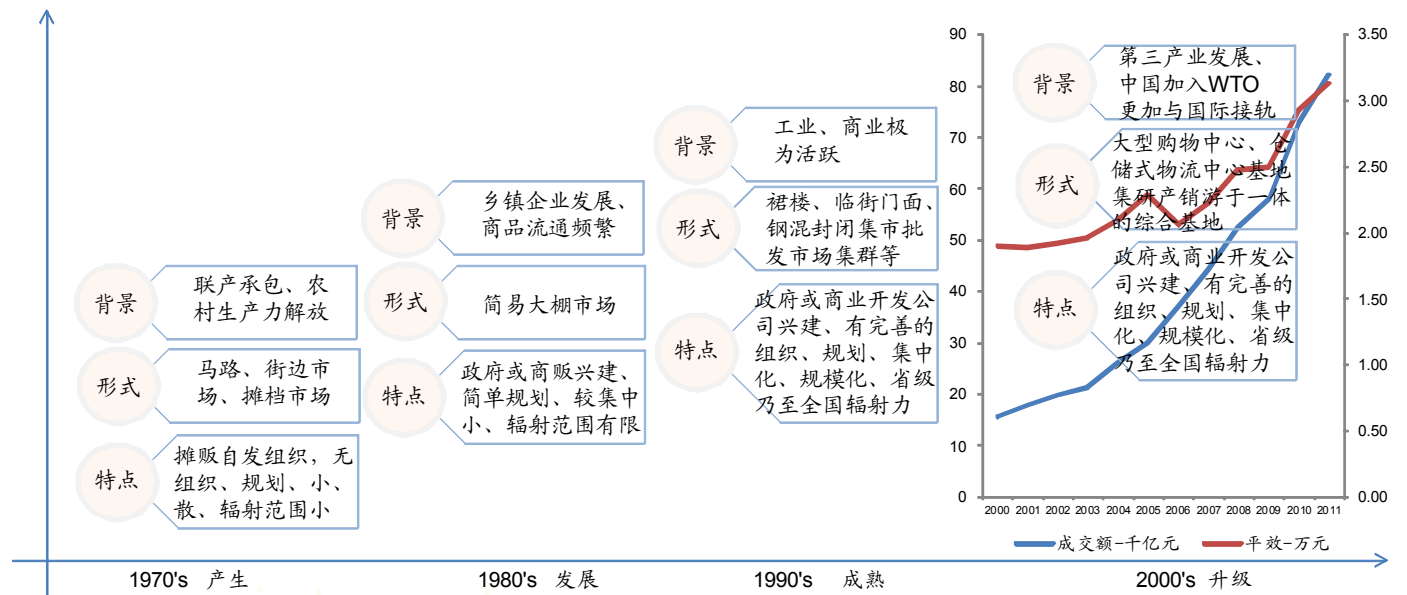 背景
联产承包、农
村生产力解放
形式
马路、街边市
场、摊档市场
特点
摊贩自发组织，无
组织、规划、小、
散、辐射范围小
背景
乡镇企业发展、
商品流通频繁
形式
简易大棚市场
特点
政府或商贩兴建、
简单规划、较集中
小、辐射范围有限
背景
工业、商业极
为活跃
形式
裙楼、临街门面、
钢混封闭集市批
发市场集群等
特点
政府或商业开发公
司兴建、有完善的
组织、规划、集中
化、规模化、省级
乃至全国辐射力
背景
第三产业发展、
中国加入WTO
更加与国际接轨
形式
大型购物中心、仓
储式物流中心基地
集研产销游于一体
的综合基地
特点
政府或商业开发公
司兴建、有完善的
组织、规划、集中
化、规模化、省级
乃至全国辐射力
90
80
70
60
50
40
30
20
10
0
3.50
3.00
2.50
2.00
1.50
1.00
0.50
0.00
2000 2001 2002 2003 2004 2005 2006 2007 2008 2009 2010 2011
成交额-千亿元 平效-万元
1970's 产生 1980's 发展 1990's 成熟 2000's 升级